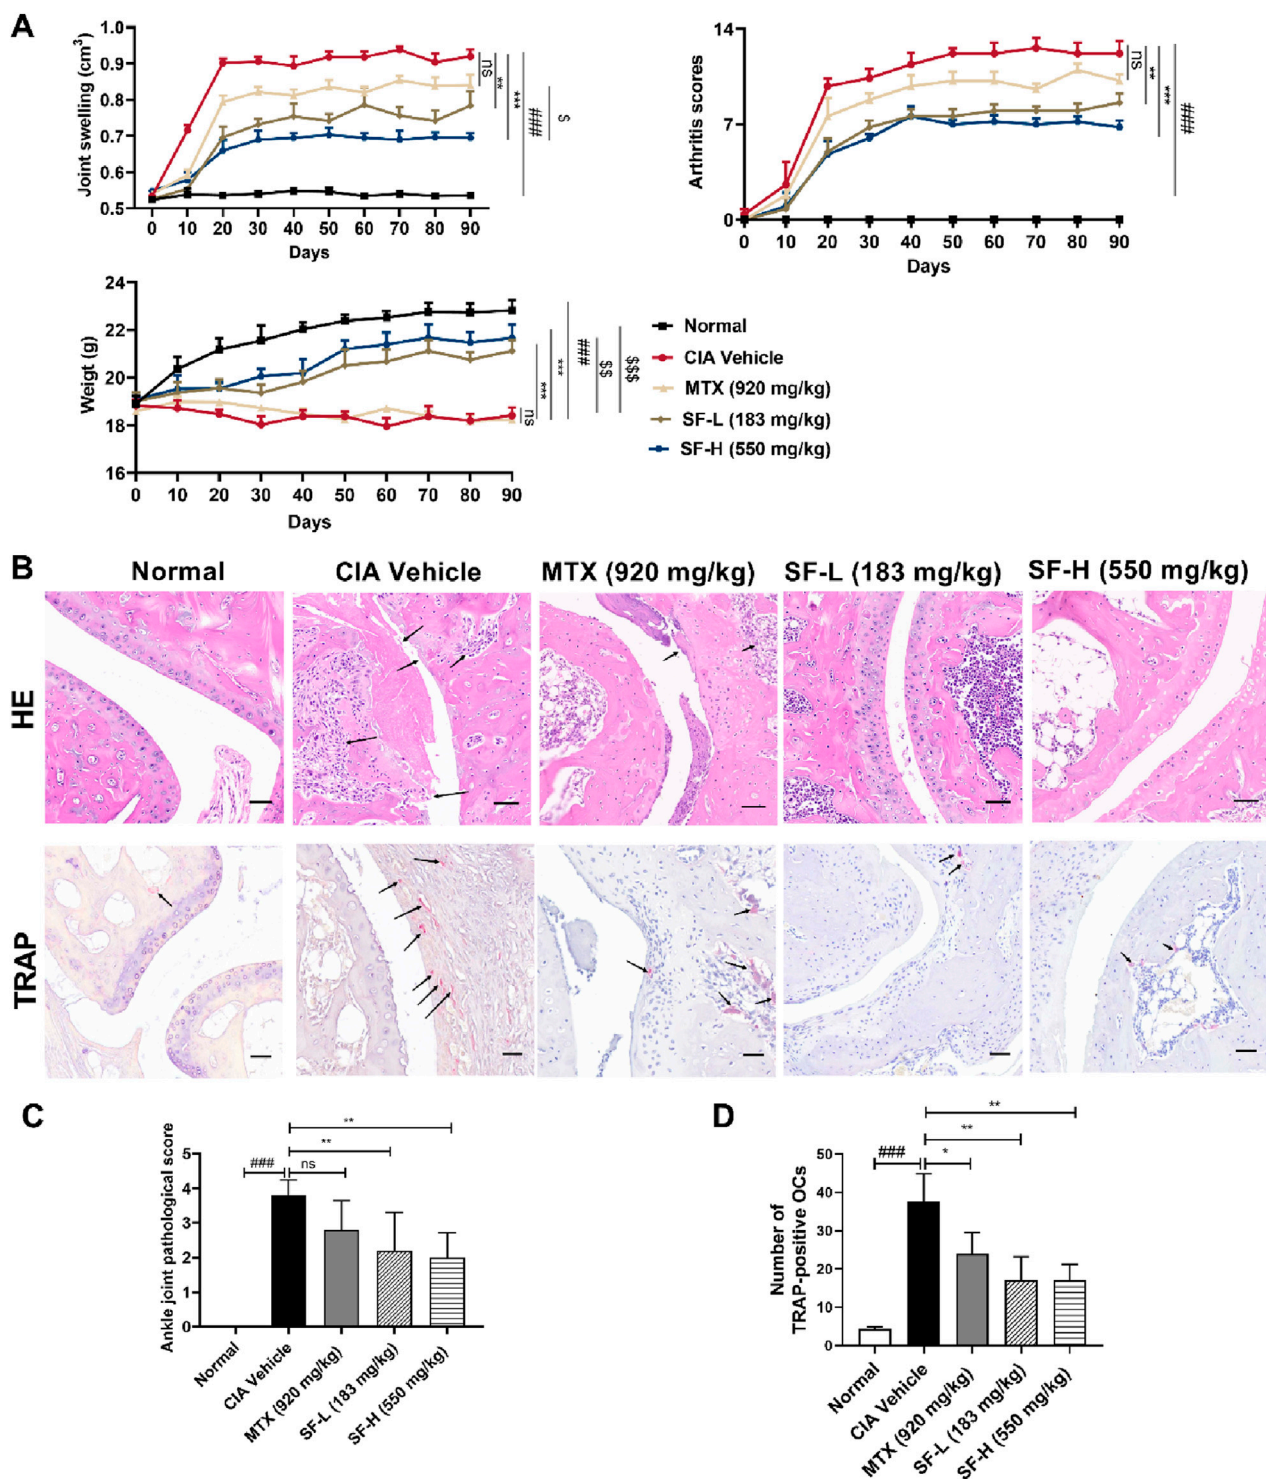 A
Joint swelling (cm³)
1.0
0.9
0.8
0.7
0.6
0.5
0 10 20 30 40 50 60 70 80 90
Days
ns
**
***
####
$
Arthritis scores
14
7
0
0 10 20 30 40 50 60 70 80 90
Days
ns
**
***
####
Weigt (g)
24
22
20
18
16
0 10 20 30 40 50 60 70 80 90
Days
ns
***
***
###
$$
$$$
Normal
CIA Vehicle
MTX (920 mg/kg)
SF-L (183 mg/kg)
SF-H (550 mg/kg)
B
Normal CIA Vehicle MTX (920 mg/kg) SF-L (183 mg/kg) SF-H (550 mg/kg)
HE
TRAP
C
Ankle joint pathological score
5
4
3
2
1
0
**
**
### ns
Normal
CIA Vehicle
MTX (920 mg/kg)
SF-L (183 mg/kg)
SF-H (550 mg/kg)
D
Number of
TRAP-positive OCs
50
40
30
20
10
0
**
**
### *
Normal
CIA Vehicle
MTX (920 mg/kg)
SF-L (183 mg/kg)
SF-H (550 mg/kg)